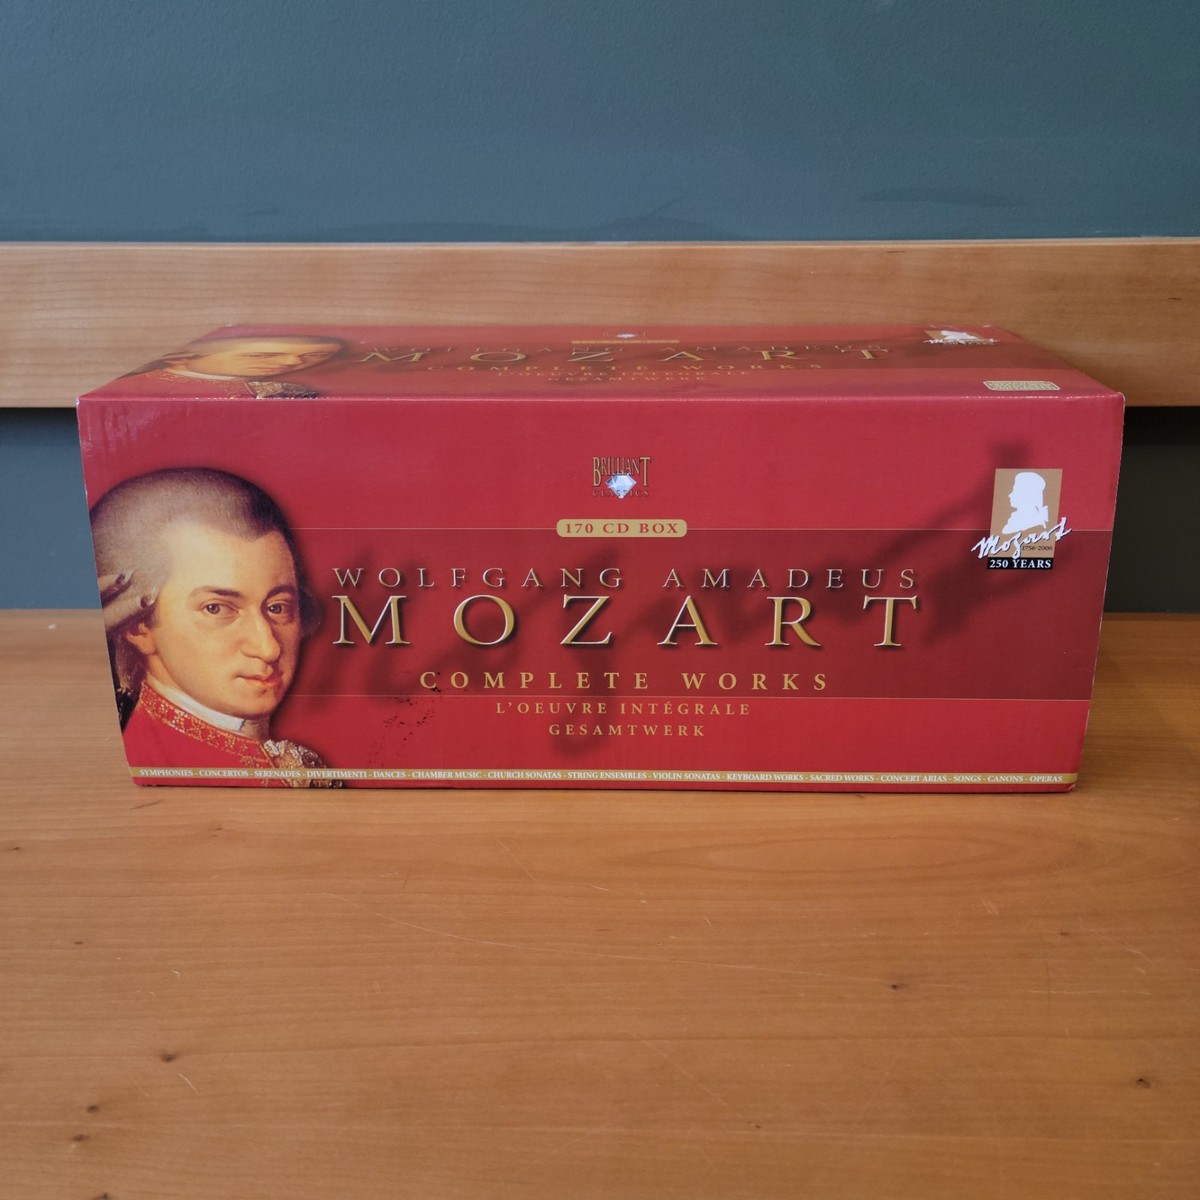 WOLFGANG AMADEUS
MOZART
COMPLETE WORKS
L'OEUVRE INTÉGRALE
GESAMTWERK
BRILLIANT
CLASSICS
170 CD BOX
WOLFGANG AMADEUS
MOZART
COMPLETE WORKS
L'OEUVRE INTÉGRALE
GESAMTWERK
Mozart
1756-2006
250 YEARS
SYMPHONIES - CONCERTOS - SERENADES - DIVERTIMENTI - DANCES - CHAMBER MUSIC - CHURCH SONATAS - STRING ENSEMBLES - VIOLIN SONATAS - KEYBOARD WORKS - SACRED WORKS - CONCERT ARIAS - SONGS - CANONS - OPERAS